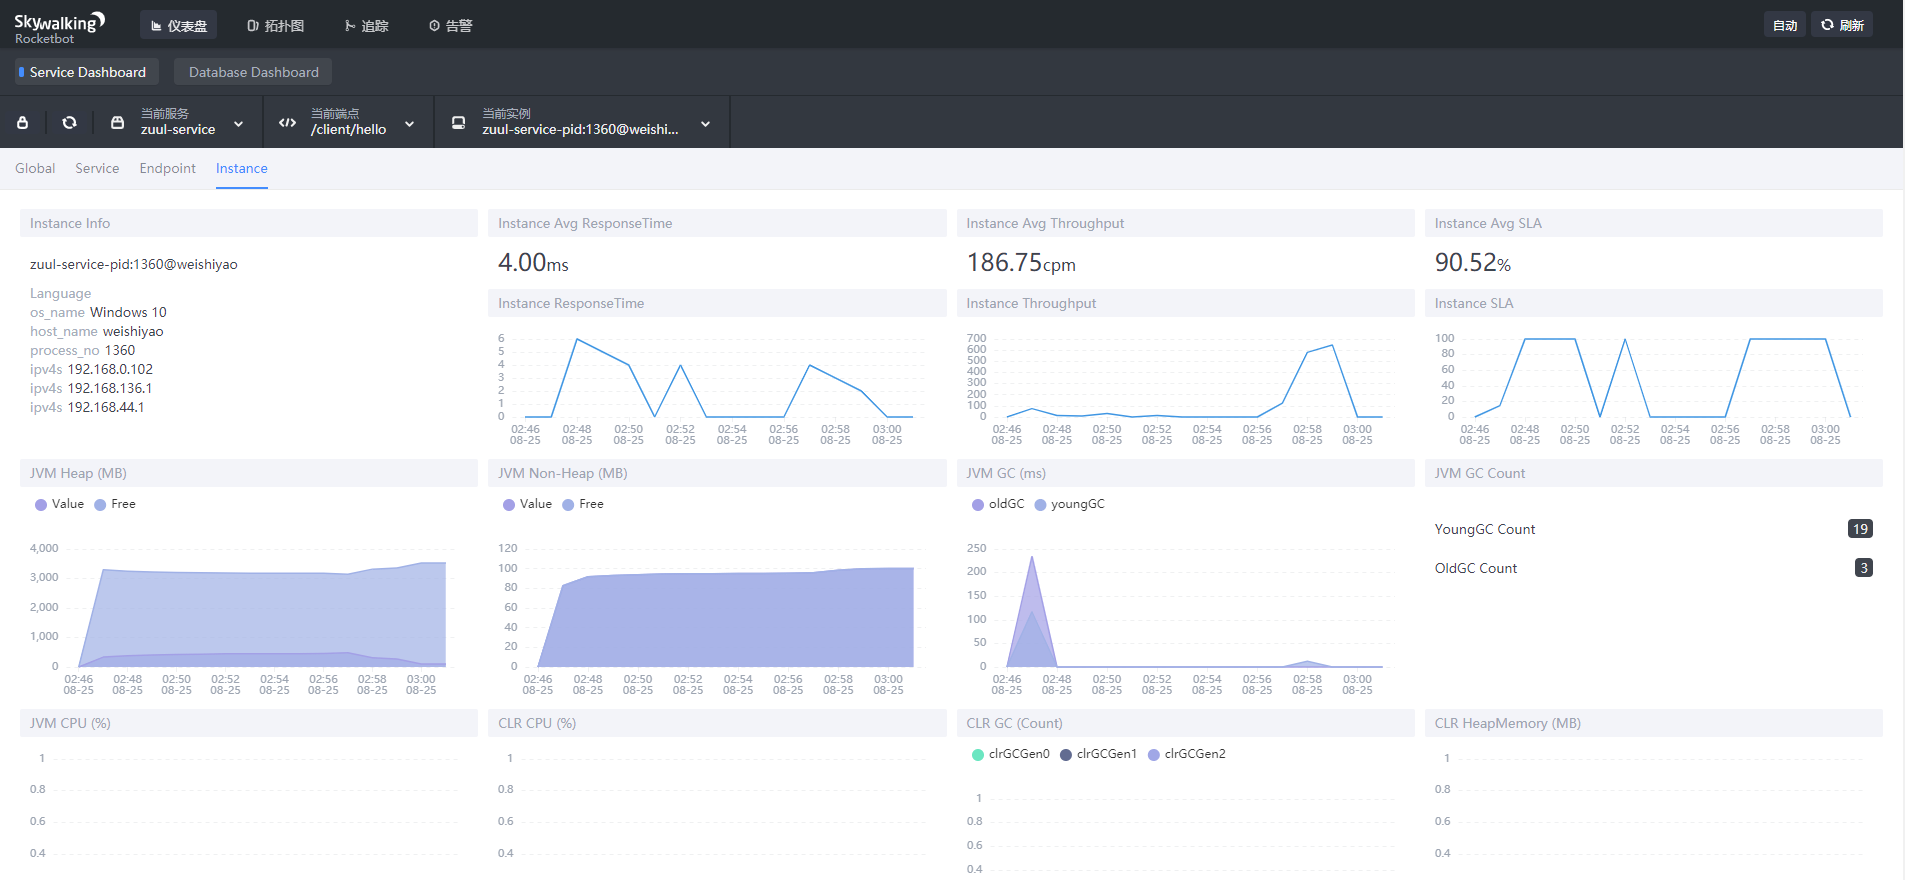 Skywalking
Rocketbot
仪表盘
拓扑图
追踪
告警
自动
刷新
Service Dashboard
Database Dashboard
当前服务
zuul-service
当前端点
/client/hello
当前实例
zuul-service-pid:1360@weishi...
Global
Service
Endpoint
Instance
Instance Info
zuul-service-pid:1360@weishiyao
Language
os_name Windows 10
host_name weishiyao
process_no 1360
ipv4s 192.168.0.102
ipv4s 192.168.136.1
ipv4s 192.168.44.1
Instance Avg ResponseTime
4.00ms
Instance Avg Throughput
186.75cpm
Instance Avg SLA
90.52%
Instance ResponseTime
6
5
4
3
2
1
0
02:46 02:48 02:50 02:52 02:54 02:56 02:58 03:00
08-25 08-25 08-25 08-25 08-25 08-25 08-25 08-25
Instance Throughput
700
600
500
400
300
200
100
0
02:46 02:48 02:50 02:52 02:54 02:56 02:58 03:00
08-25 08-25 08-25 08-25 08-25 08-25 08-25 08-25
Instance SLA
100
80
60
40
20
0
02:46 02:48 02:50 02:52 02:54 02:56 02:58 03:00
08-25 08-25 08-25 08-25 08-25 08-25 08-25 08-25
JVM Heap (MB)
Value Free
4,000
3,000
2,000
1,000
0
02:46 02:48 02:50 02:52 02:54 02:56 02:58 03:00
08-25 08-25 08-25 08-25 08-25 08-25 08-25 08-25
JVM Non-Heap (MB)
Value Free
120
100
80
60
40
20
0
02:46 02:48 02:50 02:52 02:54 02:56 02:58 03:00
08-25 08-25 08-25 08-25 08-25 08-25 08-25 08-25
JVM GC (ms)
oldGC youngGC
250
200
150
100
50
0
02:46 02:48 02:50 02:52 02:54 02:56 02:58 03:00
08-25 08-25 08-25 08-25 08-25 08-25 08-25 08-25
JVM GC Count
YoungGC Count 19
OldGC Count 3
JVM CPU (%)
1
0.8
0.6
0.4
CLR CPU (%)
1
0.8
0.6
0.4
CLR GC (Count)
clrGCGen0 clrGCGen1 clrGCGen2
1
0.8
0.6
0.4
CLR HeapMemory (MB)
1
0.8
0.6
0.4